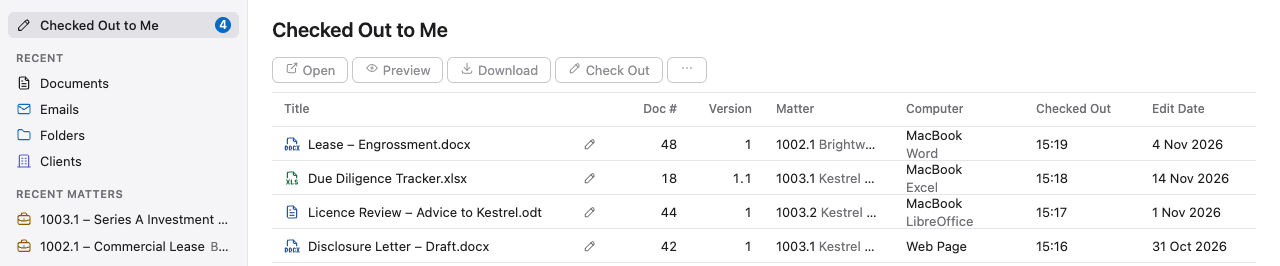 Checked Out to Me 4
RECENT
Documents
Emails
Folders
Clients
RECENT MATTERS
1003.1 – Series A Investment ...
1002.1 – Commercial Lease B...
Checked Out to Me
Open Preview Download Check Out ...
Title Doc # Version Matter Computer Checked Out Edit Date
DOCX Lease – Engrossment.docx 48 1 1002.1 Brightw... MacBook Word 15:19 4 Nov 2026
XLS Due Diligence Tracker.xlsx 18 1.1 1003.1 Kestrel ... MacBook Excel 15:18 14 Nov 2026
Licence Review – Advice to Kestrel.odt 44 1 1003.2 Kestrel ... MacBook LibreOffice 15:17 1 Nov 2026
DOCX Disclosure Letter – Draft.docx 42 1 1003.1 Kestrel ... Web Page 15:16 31 Oct 2026